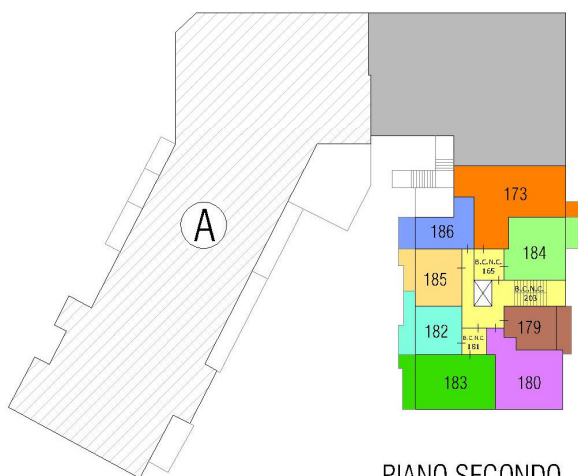 A
173
186
184
B.C.N.C.
165
185
B.C.N.C.
203
182
179
B.C.N.C.
181
183
180
PIANO SECONDO